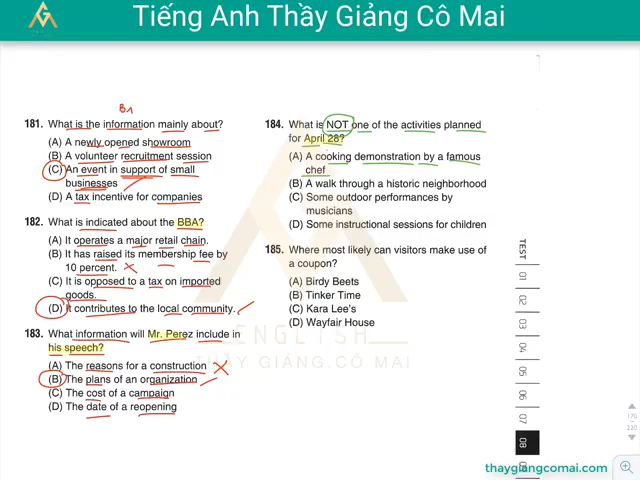 Tiếng Anh Thầy Giảng Cô Mai
181. What is the information mainly about?
(A) A newly opened showroom
(B) A volunteer recruitment session
(C) An event in support of small
businesses
(D) A tax incentive for companies
182. What is indicated about the BBA?
(A) It operates a major retail chain.
(B) It has raised its membership fee by
10 percent.
(C) It is opposed to a tax on imported
goods.
(D) It contributes to the local community.
183. What information will Mr. Perez include in
his speech?
(A) The reasons for a construction
(B) The plans of an organization
(C) The cost of a campaign
(D) The date of a reopening
184. What is NOT one of the activities planned
for April 28?
(A) A cooking demonstration by a famous
chef
(B) A walk through a historic neighborhood
(C) Some outdoor performances by
musicians
(D) Some instructional sessions for children
185. Where most likely can visitors make use of
a coupon?
(A) Birdy Beets
(B) Tinker Time
(C) Kara Lee's
(D) Wayfair House
ENGLISH
THẦY GIẢNG.CÔ MAI
TEST
01
02
03
04
05
06
07
08
170
220
thaygiangcomai.com